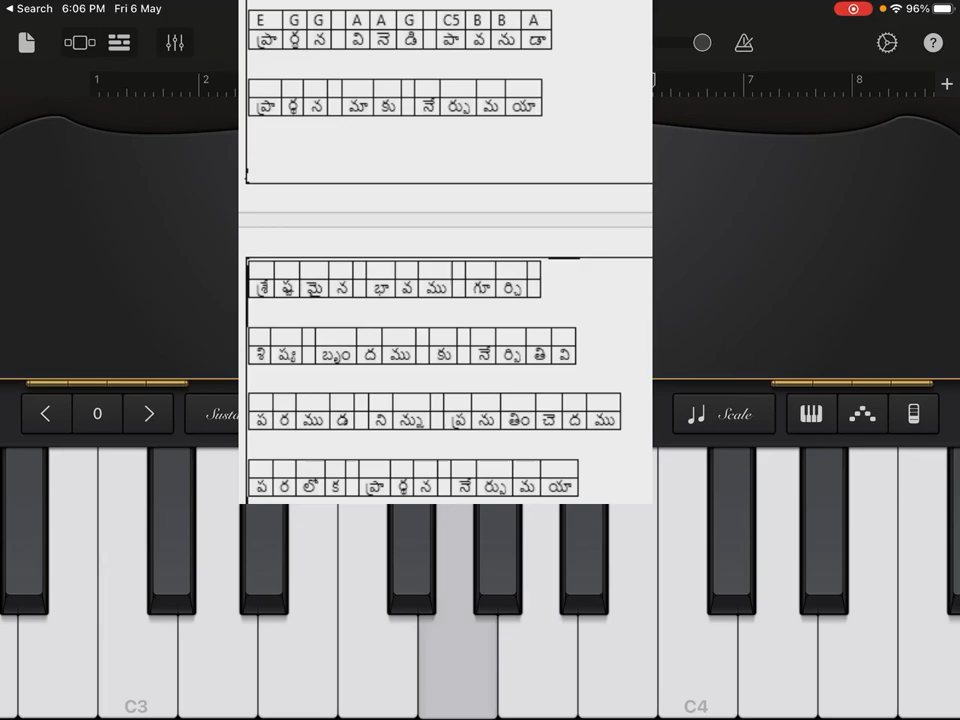 Search 6:06 PM Fri 6 May 96%
1 2 7 8
E G G A A G C5 B B A
ప్రా ర్థ న వి నె డి పా వ ను డా
ప్రా ర్థ న మా కు నే ర్పు మ యా
శ్రే ష్ఠ మై న భా వ ము గూ ర్చి
శి ష్యః బృం ద ము కు నే ర్పి తి వి
ప ర ము డ ని న్ను ప్ర ను తిం చె ద ము
ప ర లో క ప్రా ర్థ న నే ర్పు మ యా
0 Scale
C3 C4